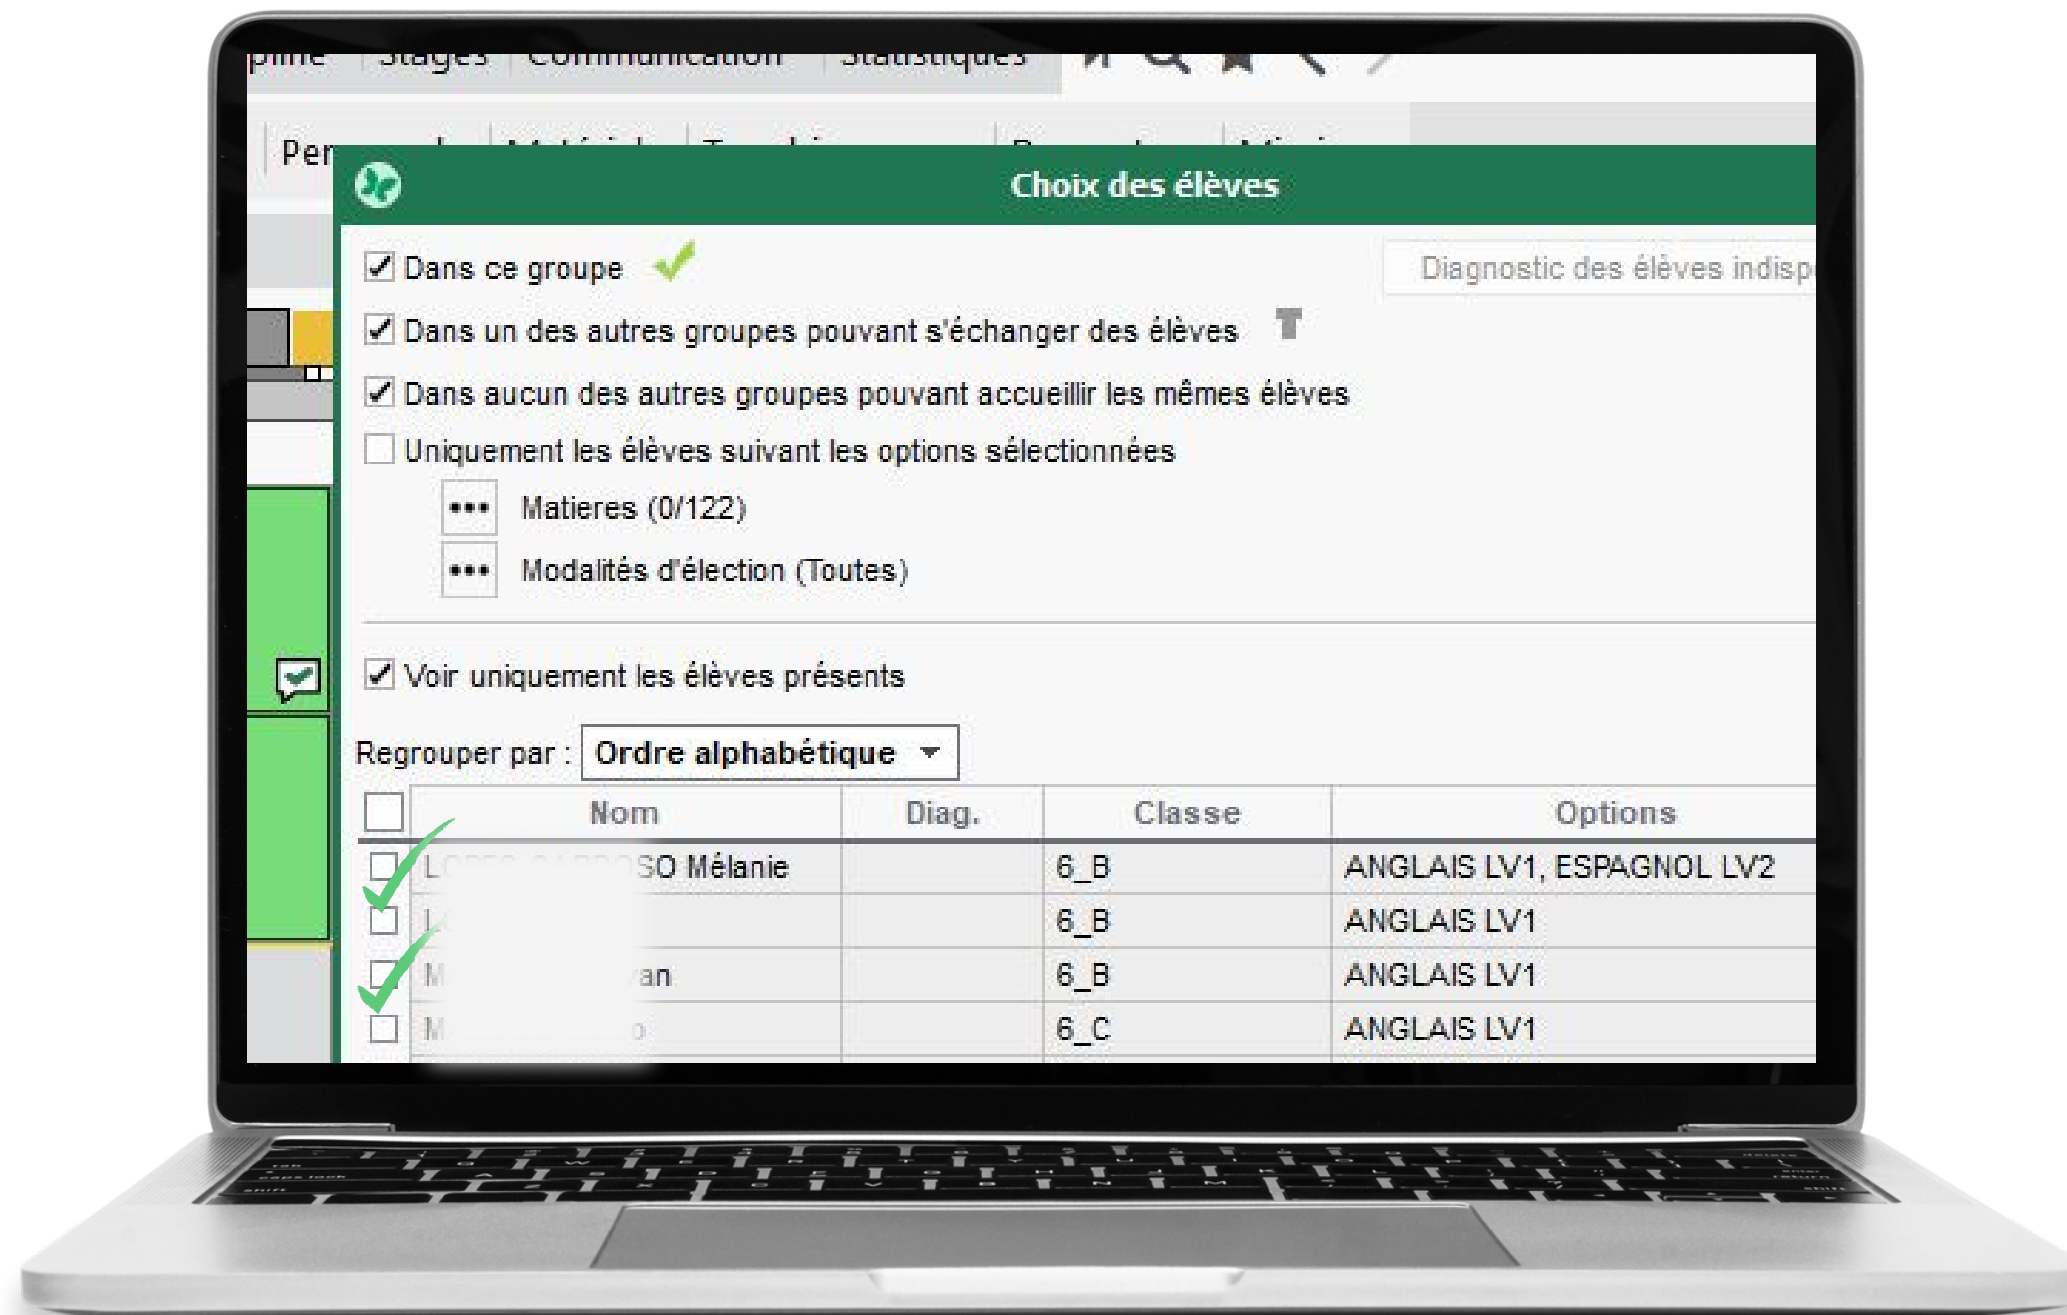 Stages Communication Statistiques
Per
Choix des élèves
Dans ce groupe
Diagnostic des élèves indisp
Dans un des autres groupes pouvant s'échanger des élèves
Dans aucun des autres groupes pouvant accueillir les mêmes élèves
Uniquement les élèves suivant les options sélectionnées
Matieres (0/122)
Modalités d'élection (Toutes)
Voir uniquement les élèves présents
Regrouper par : Ordre alphabétique
Nom Diag. Classe Options
Mélanie 6_B ANGLAIS LV1, ESPAGNOL LV2
6_B ANGLAIS LV1
6_B ANGLAIS LV1
6_C ANGLAIS LV1